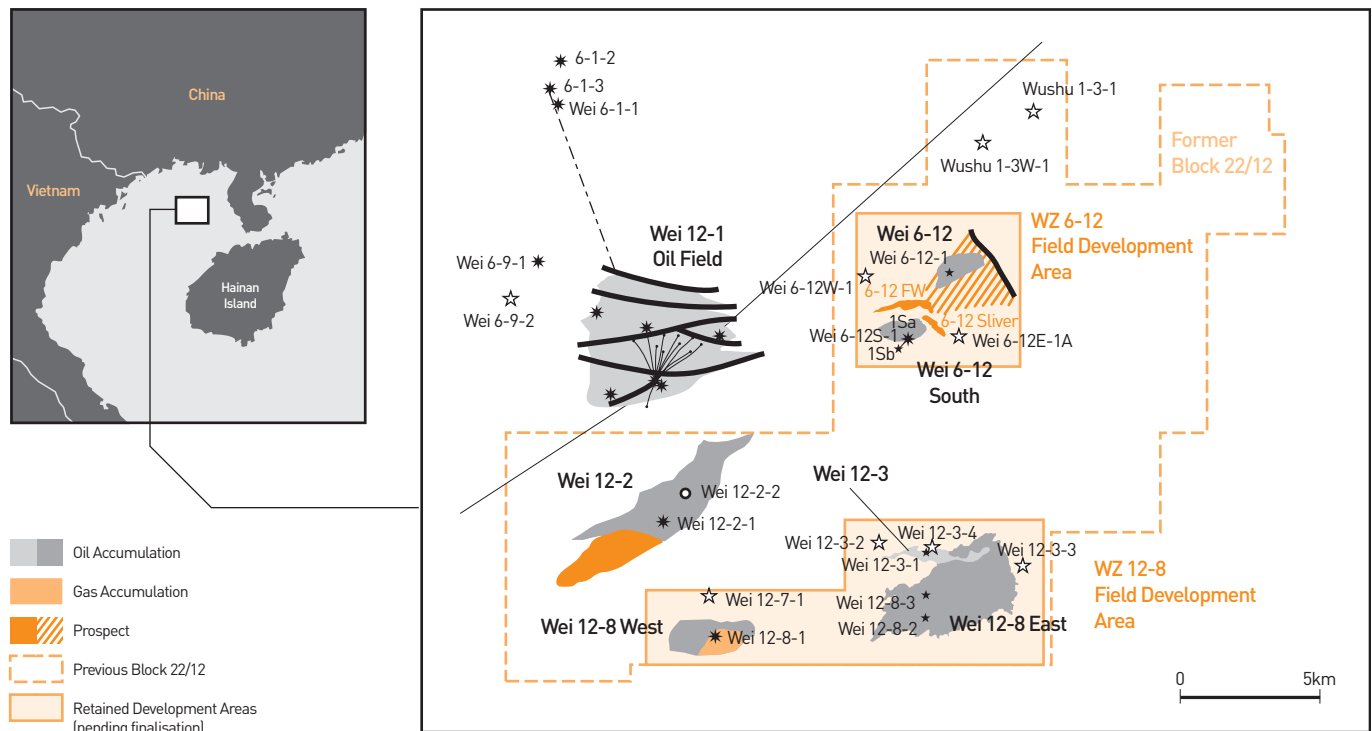 China
Vietnam
Hainan
Island
Oil Accumulation
Gas Accumulation
Prospect
Previous Block 22/12
Retained Development Areas
(pending finalisation)
6-1-2
6-1-3
Wei 6-1-1
Wei 12-1
Oil Field
Wei 6-9-1
Wei 6-9-2
Wushu 1-3-1
Wushu 1-3W-1
Former
Block 22/12
WZ 6-12
Field Development
Area
Wei 6-12
Wei 6-12-1
Wei 6-12W-1
6-12 FW
6-12 Sliver
1Sa
Wei 6-12S-1
1Sb
Wei 6-12E-1A
Wei 6-12
South
Wei 12-2
Wei 12-2-2
Wei 12-2-1
Wei 12-3
Wei 12-3-4
Wei 12-3-2
Wei 12-3-3
Wei 12-3-1
WZ 12-8
Field Development
Area
Wei 12-7-1
Wei 12-8-3
Wei 12-8 West
Wei 12-8-1
Wei 12-8-2
Wei 12-8 East
0
5km